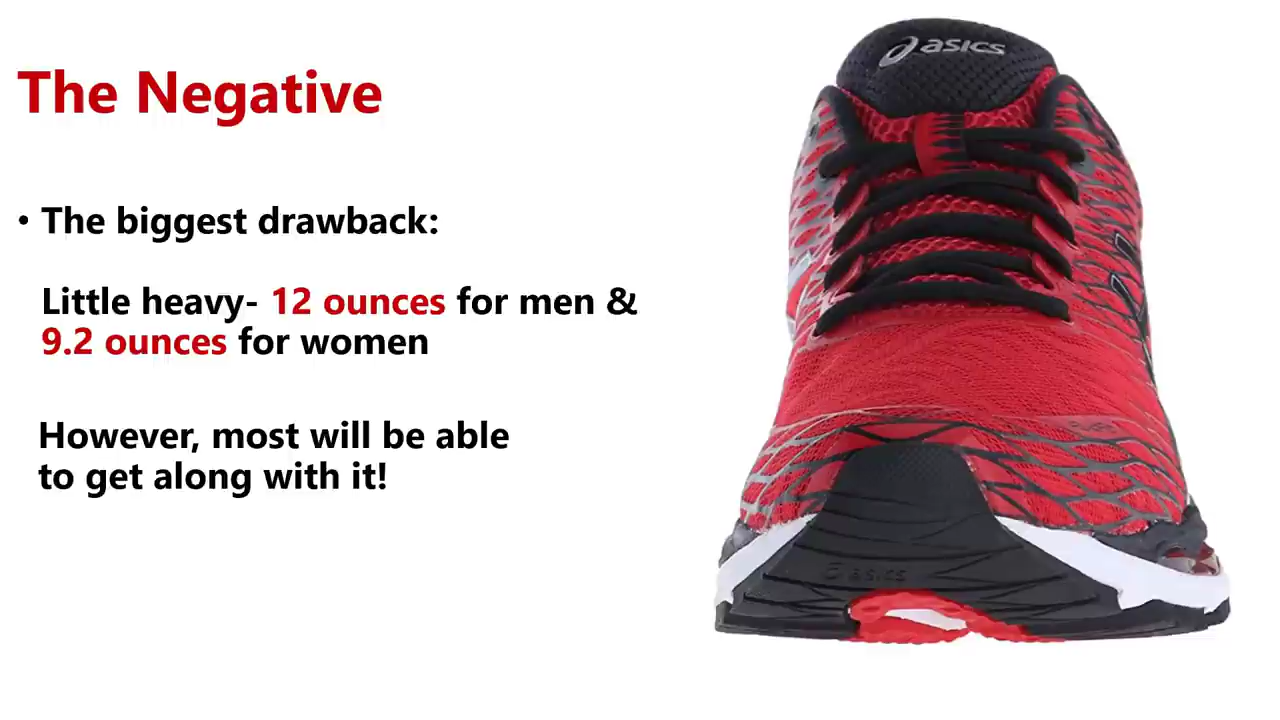 asics
The Negative
• The biggest drawback:
Little heavy- 12 ounces for men &
9.2 ounces for women
However, most will be able
to get along with it!
asics